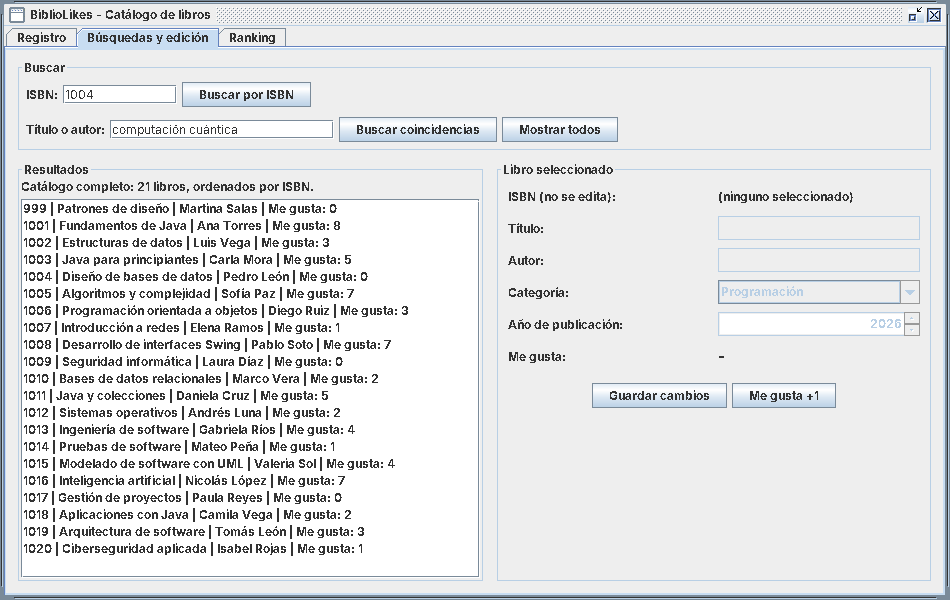 BiblioLikes - Catálogo de libros
Registro
Búsquedas y edición
Ranking
Buscar
ISBN: 1004 Buscar por ISBN
Título o autor: computación cuántica Buscar coincidencias Mostrar todos
Resultados
Catálogo completo: 21 libros, ordenados por ISBN.
999 | Patrones de diseño | Martina Salas | Me gusta: 0
1001 | Fundamentos de Java | Ana Torres | Me gusta: 8
1002 | Estructuras de datos | Luis Vega | Me gusta: 3
1003 | Java para principiantes | Carla Mora | Me gusta: 5
1004 | Diseño de bases de datos | Pedro León | Me gusta: 0
1005 | Algoritmos y complejidad | Sofía Paz | Me gusta: 7
1006 | Programación orientada a objetos | Diego Ruiz | Me gusta: 3
1007 | Introducción a redes | Elena Ramos | Me gusta: 1
1008 | Desarrollo de interfaces Swing | Pablo Soto | Me gusta: 7
1009 | Seguridad informática | Laura Díaz | Me gusta: 0
1010 | Bases de datos relacionales | Marco Vera | Me gusta: 2
1011 | Java y colecciones | Daniela Cruz | Me gusta: 5
1012 | Sistemas operativos | Andrés Luna | Me gusta: 2
1013 | Ingeniería de software | Gabriela Ríos | Me gusta: 4
1014 | Pruebas de software | Mateo Peña | Me gusta: 1
1015 | Modelado de software con UML | Valeria Sol | Me gusta: 4
1016 | Inteligencia artificial | Nicolás López | Me gusta: 7
1017 | Gestión de proyectos | Paula Reyes | Me gusta: 0
1018 | Aplicaciones con Java | Camila Vega | Me gusta: 2
1019 | Arquitectura de software | Tomás León | Me gusta: 3
1020 | Ciberseguridad aplicada | Isabel Rojas | Me gusta: 1
Libro seleccionado
ISBN (no se edita): (ninguno seleccionado)
Título:
Autor:
Categoría: Programación
Año de publicación: 2026
Me gusta: -
Guardar cambios Me gusta +1